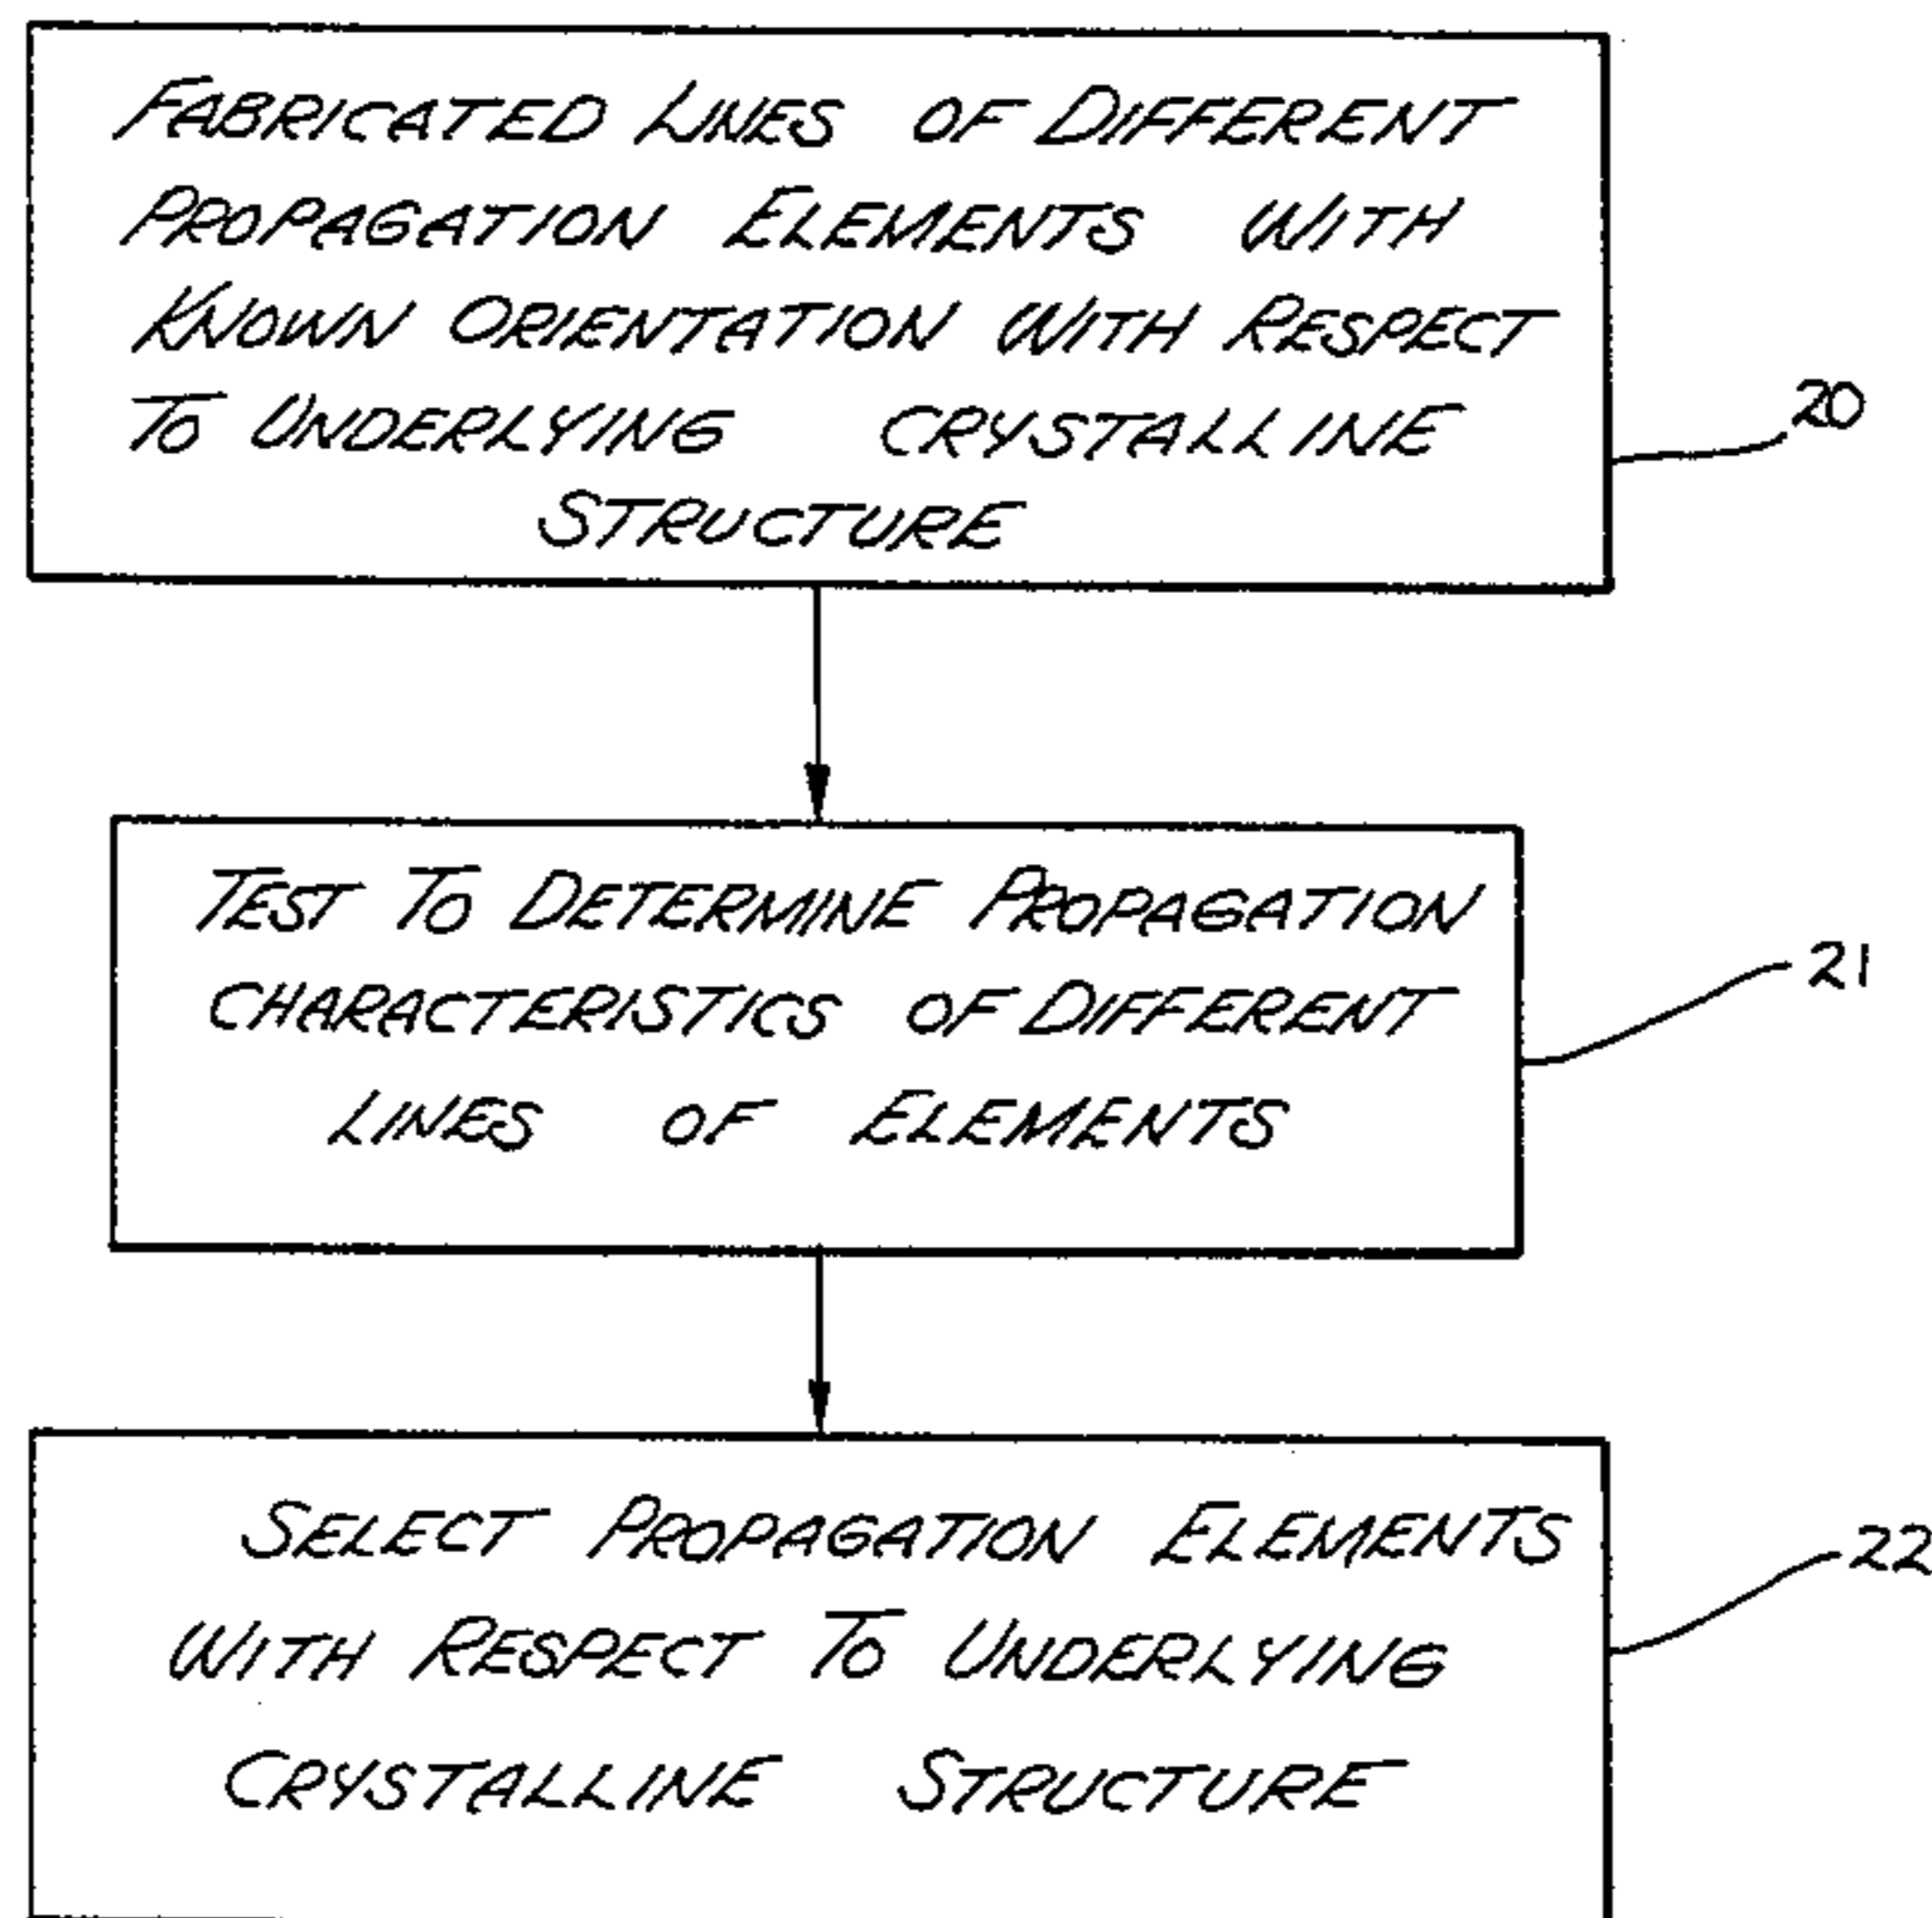 FABRICATED LINES OF DIFFERENT
PROPAGATION ELEMENTS WITH
KNOWN ORIENTATION WITH RESPECT
TO UNDERLYING CRYSTALLINE
STRUCTURE
20
TEST TO DETERMINE PROPAGATION
CHARACTERISTICS OF DIFFERENT
LINES OF ELEMENTS
21
SELECT PROPAGATION ELEMENTS
WITH RESPECT TO UNDERLYING
CRYSTALLINE STRUCTURE
22